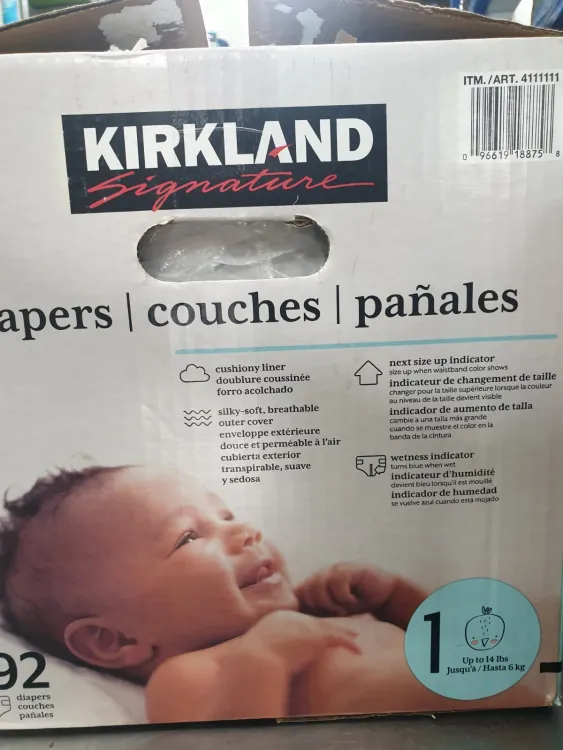 ITM. /ART. 4111111
0 96619 18875 8
KIRKLAND
Signature
apers | couches | pañales
cushiony liner
doublure coussinée
forro acolchado
silky-soft, breathable
outer cover
enveloppe extérieure
douce et perméable à l'air
cubierta exterior
transpirable, suave
y sedosa
next size up indicator
size up when waistband color shows
indicateur de changement de taille
changer pour la taille supérieure lorsque la couleur
au niveau de la taille devient visible
indicador de aumento de talla
cambie a una talla más grande
cuando se muestre el color en la
banda de la cintura
wetness indicator
turns blue when wet
indicateur d'humidité
devient bleu lorsqu'il est mouillé
indicador de humedad
se vuelve azul cuando está mojado
92
diapers
couches
pañales
1
Up to 14 lbs
Jusqu'à / Hasta 6 kg